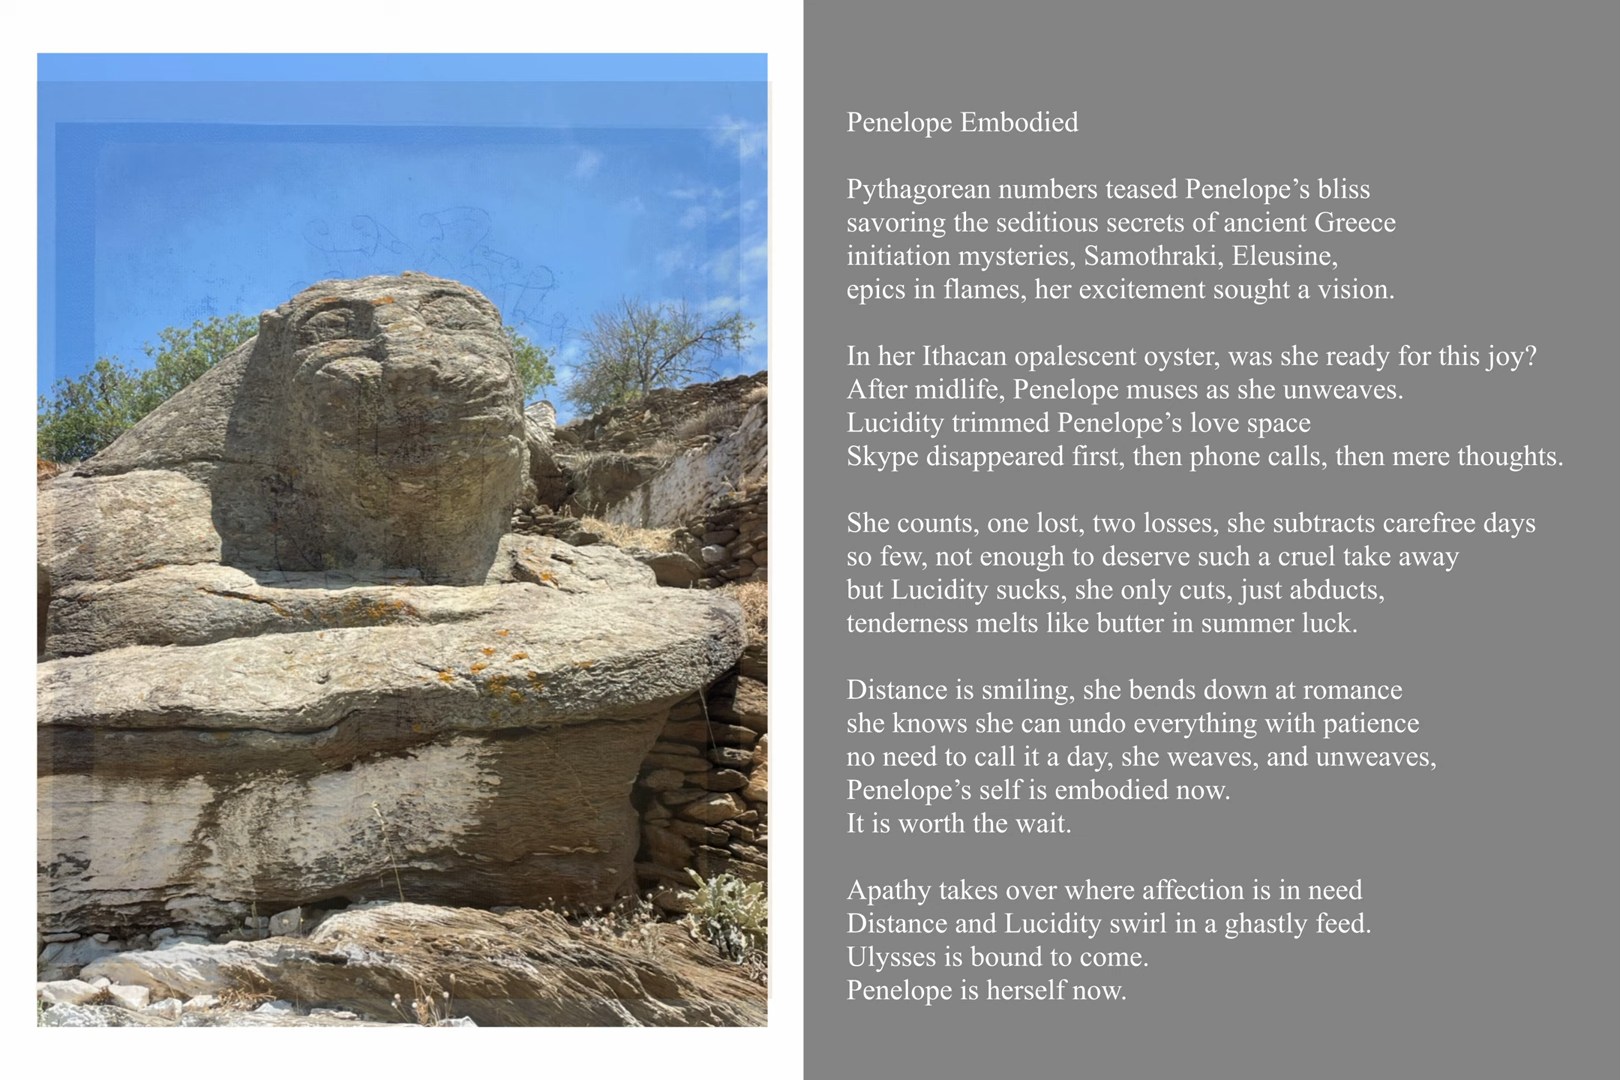 Penelope Embodied
Pythagorean numbers teased Penelope’s bliss
savoring the seditious secrets of ancient Greece
initiation mysteries, Samothraki, Eleusine,
epics in flames, her excitement sought a vision.
In her Ithacan opalescent oyster, was she ready for this joy?
After midlife, Penelope muses as she unweaves.
Lucidity trimmed Penelope’s love space
Skype disappeared first, then phone calls, then mere thoughts.
She counts, one lost, two losses, she subtracts carefree days
so few, not enough to deserve such a cruel take away
but Lucidity sucks, she only cuts, just abducts,
tenderness melts like butter in summer luck.
Distance is smiling, she bends down at romance
she knows she can undo everything with patience
no need to call it a day, she weaves, and unweaves,
Penelope’s self is embodied now.
It is worth the wait.
Apathy takes over where affection is in need
Distance and Lucidity swirl in a ghastly feed.
Ulysses is bound to come.
Penelope is herself now.